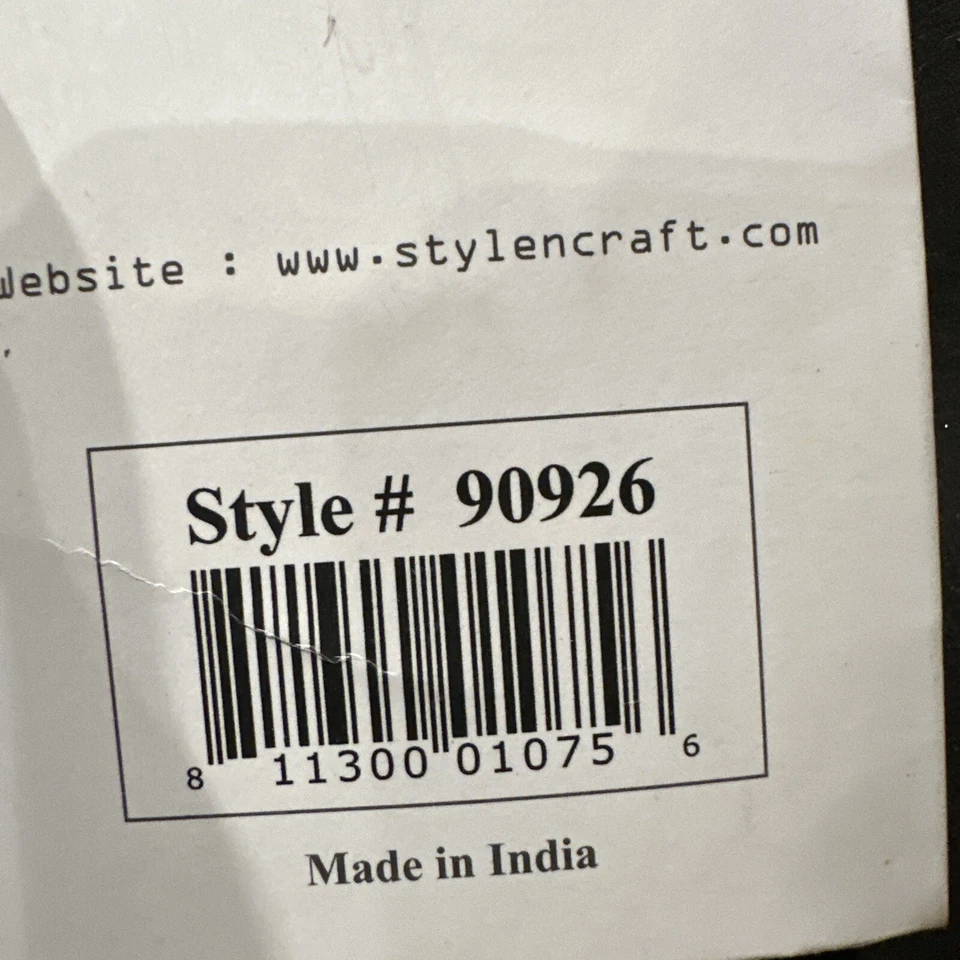 Website : www.stylencraft.com
Style # 90926
8 11300 01075 6
Made in India